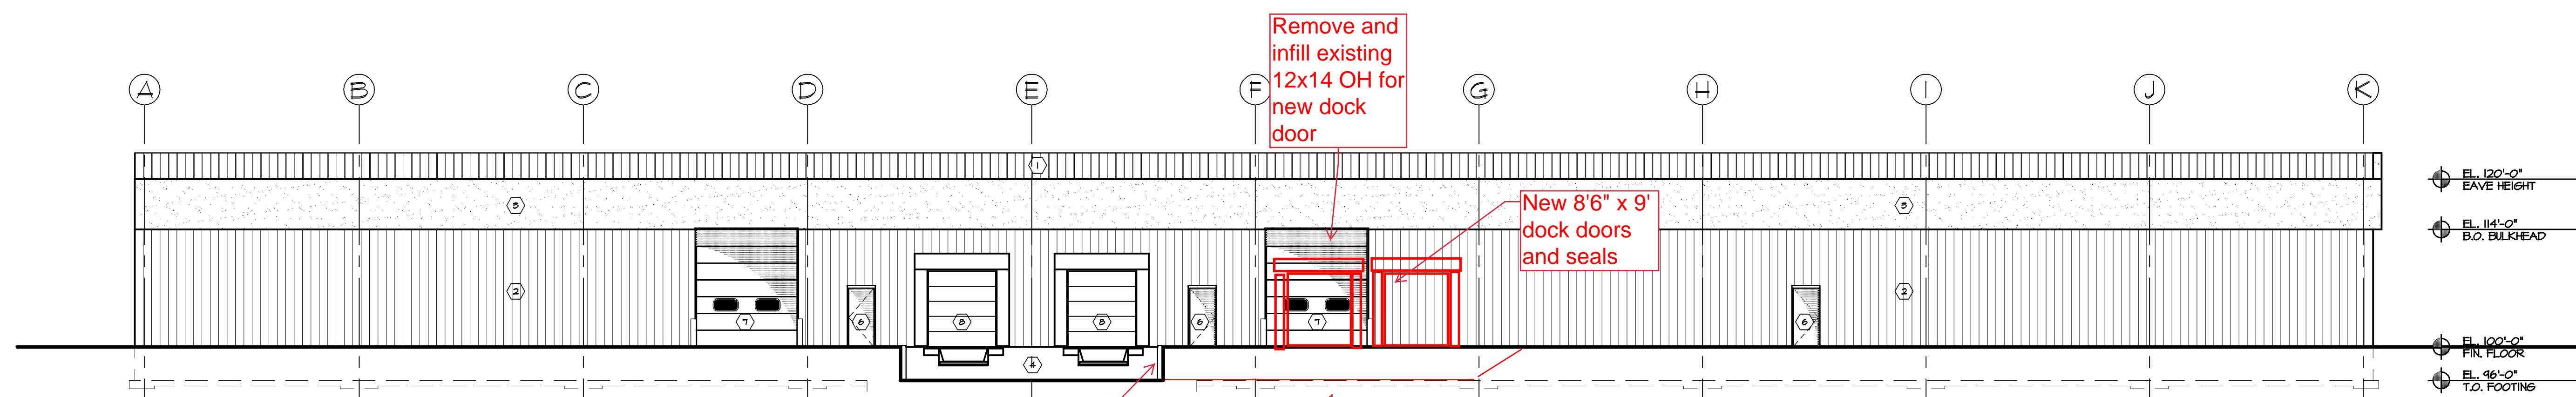 Remove and
infill existing
12x14 OH for
new dock
door
A B C D E F G H I J K
1
EL. 120'-0"
EAVE HEIGHT
3 3
New 8'6" x 9'
dock doors
and seals
EL. 114'-0"
B.O. BULKHEAD
2 2
7 6 8 8 6 7 6
EL. 100'-0"
FIN. FLOOR
4
EL. 96'-0"
T.O. FOOTING